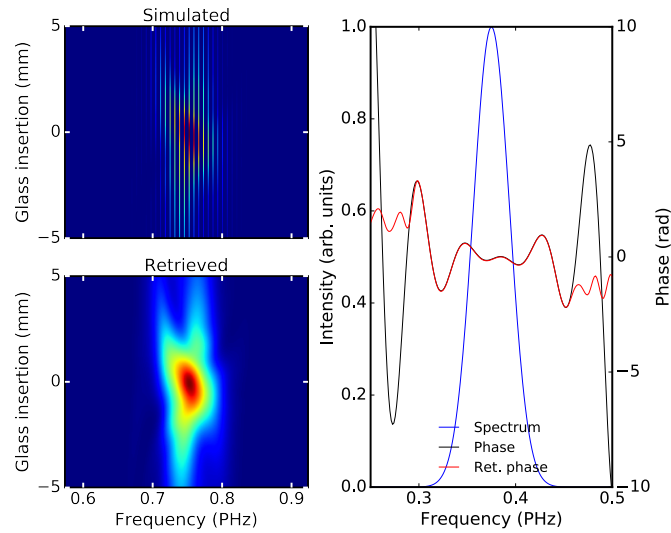 Simulated
5
0
−5
Glass insertion (mm)
Retrieved
5
0
−5
Glass insertion (mm)
0.6 0.7 0.8 0.9
Frequency (PHz)
1.0
0.8
0.6
0.4
0.2
0.0
Intensity (arb. units)
10
5
0
−5
−10
Phase (rad)
Spectrum
Phase
Ret. phase
0.3 0.4 0.5
Frequency (PHz)